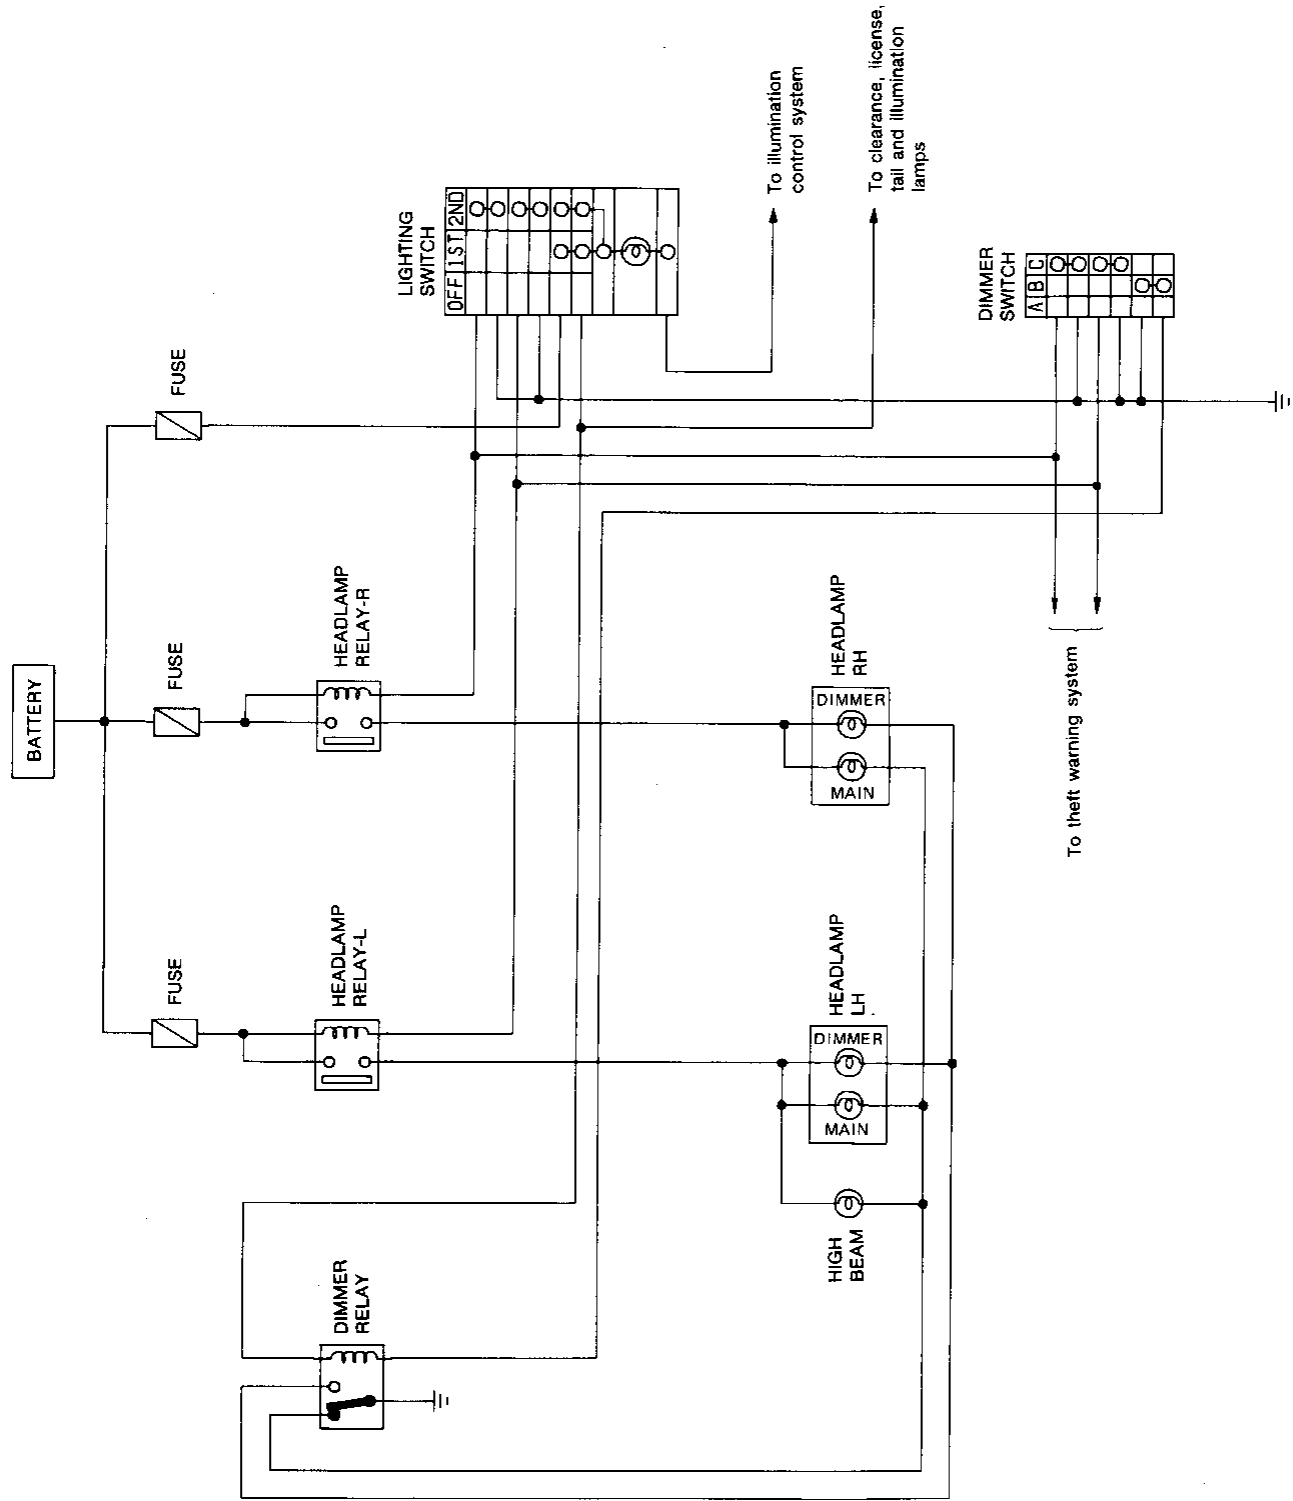 LIGHTING
SWITCH
OFF 1ST 2ND
To illumination
control system
To clearance, license,
tail and illumination
lamps
DIMMER
SWITCH
A B C
FUSE
FUSE
FUSE
BATTERY
HEADLAMP
RELAY-R
HEADLAMP
RELAY-L
HEADLAMP
RH
DIMMER
MAIN
To theft warning system
HEADLAMP
LH
DIMMER
MAIN
HIGH
BEAM
DIMMER
RELAY